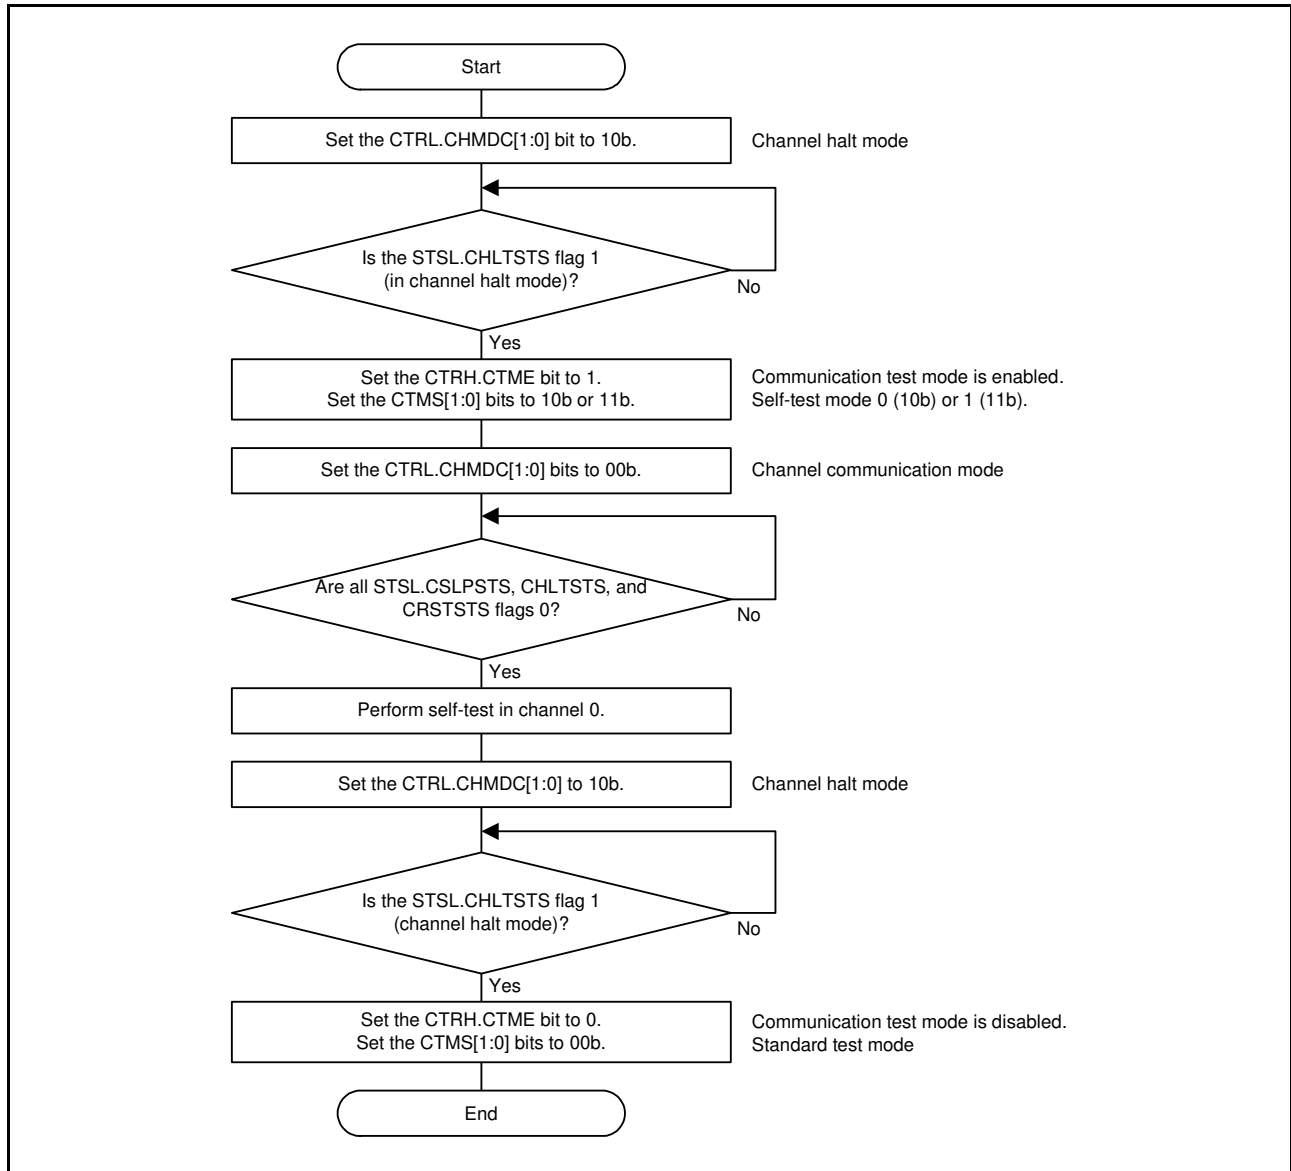 Start
Set the CTRL.CHMDC[1:0] bit to 10b.
Channel halt mode
Is the STSL.CHLTSTS flag 1
(in channel halt mode)?
No
Yes
Set the CTRH.CTME bit to 1.
Set the CTMS[1:0] bits to 10b or 11b.
Communication test mode is enabled.
Self-test mode 0 (10b) or 1 (11b).
Set the CTRL.CHMDC[1:0] bits to 00b.
Channel communication mode
Are all STSL.CSLPSTS, CHLTSTS, and
CRSTSTS flags 0?
No
Yes
Perform self-test in channel 0.
Set the CTRL.CHMDC[1:0] to 10b.
Channel halt mode
Is the STSL.CHLTSTS flag 1
(channel halt mode)?
No
Yes
Set the CTRH.CTME bit to 0.
Set the CTMS[1:0] bits to 00b.
Communication test mode is disabled.
Standard test mode
End